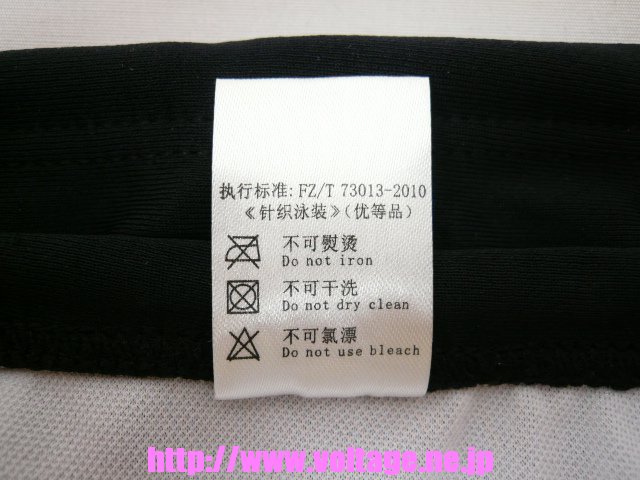 执行标准: FZ/T 73013-2010
《针织泳装》(优等品)
不可熨烫
Do not iron
不可干洗
Do not dry clean
不可氯漂
Do not use bleach
http://www.voltage.ne.jp